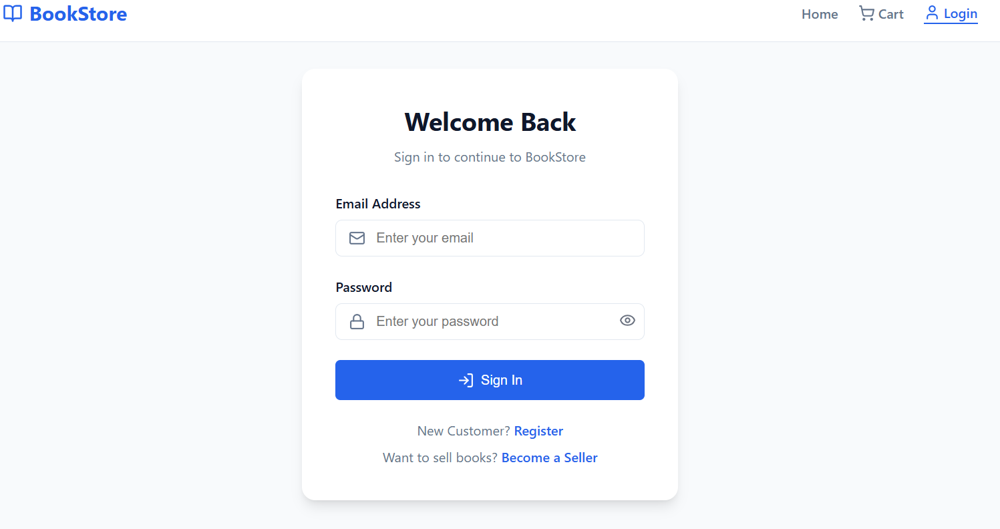 BookStore
Home Cart Login
Welcome Back
Sign in to continue to BookStore
Email Address
Enter your email
Password
Enter your password
Sign In
New Customer? Register
Want to sell books? Become a Seller